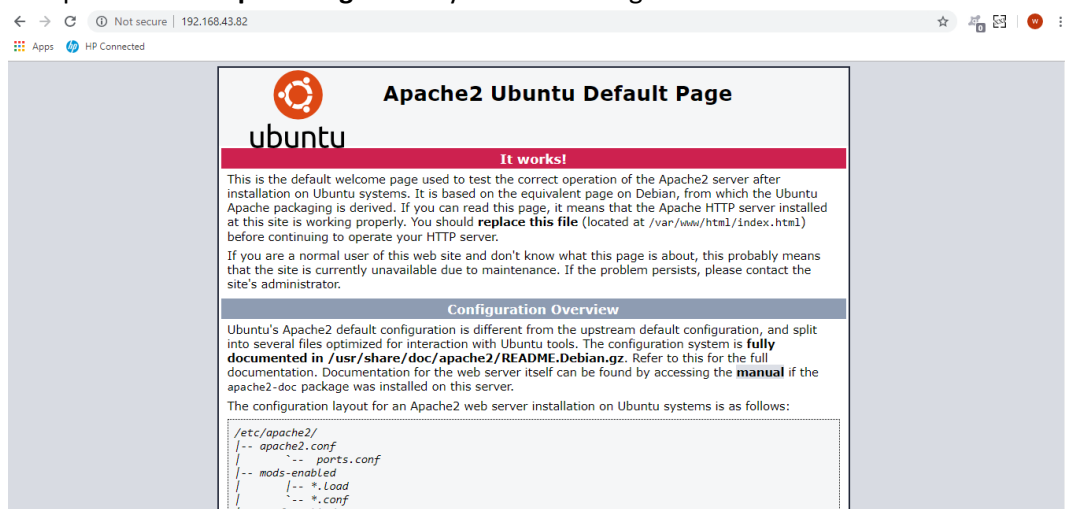 Not secure | 192.168.43.82
0
W
Apps HP Connected
Apache2 Ubuntu Default Page
ubuntu
It works!
This is the default welcome page used to test the correct operation of the Apache2 server after
installation on Ubuntu systems. It is based on the equivalent page on Debian, from which the Ubuntu
Apache packaging is derived. If you can read this page, it means that the Apache HTTP server installed
at this site is working properly. You should replace this file (located at /var/www/html/index.html)
before continuing to operate your HTTP server.
If you are a normal user of this web site and don't know what this page is about, this probably means
that the site is currently unavailable due to maintenance. If the problem persists, please contact the
site's administrator.
Configuration Overview
Ubuntu's Apache2 default configuration is different from the upstream default configuration, and split
into several files optimized for interaction with Ubuntu tools. The configuration system is fully
documented in /usr/share/doc/apache2/README.Debian.gz. Refer to this for the full
documentation. Documentation for the web server itself can be found by accessing the manual if the
apache2-doc package was installed on this server.
The configuration layout for an Apache2 web server installation on Ubuntu systems is as follows:
/etc/apache2/
|-- apache2.conf
|       `--  ports.conf
|-- mods-enabled
|       |-- *.load
|       `-- *.conf